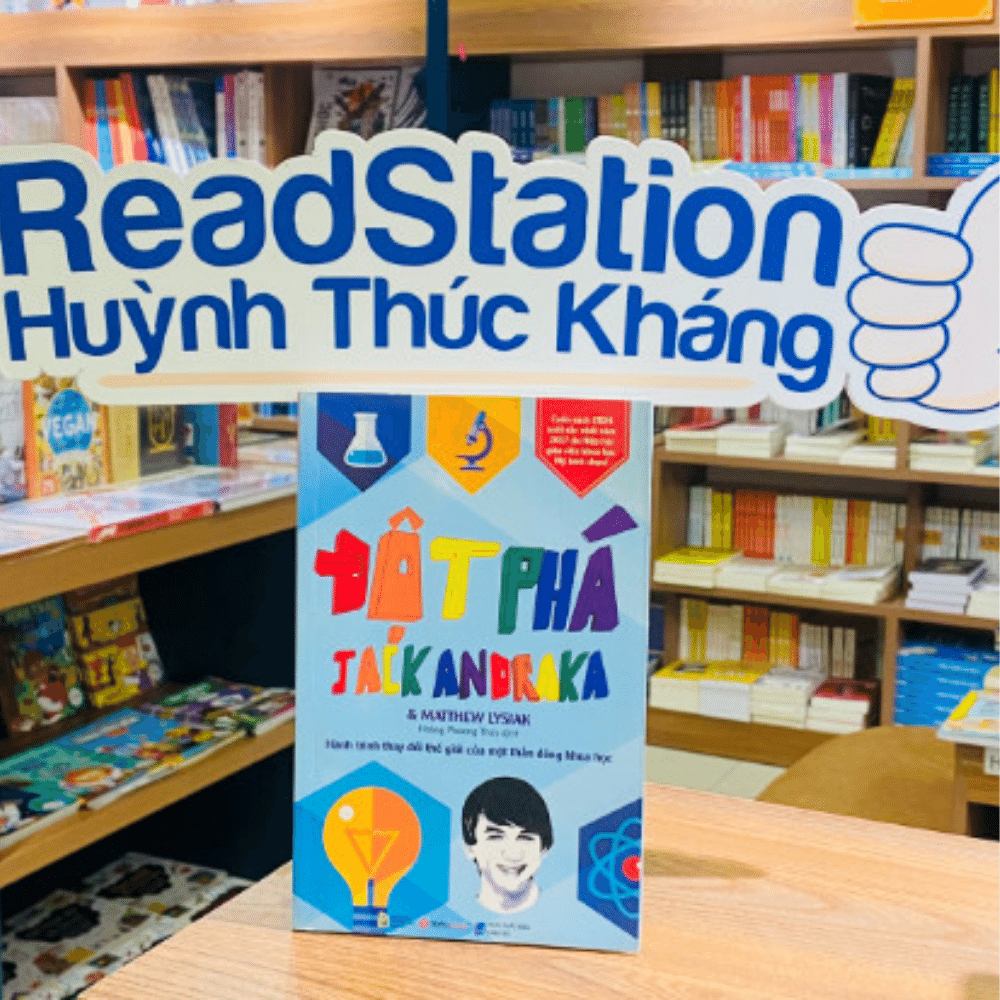 ReadStation
Huỳnh Thúc Kháng
VEGAN
ĐỘT PHÁ
JACK ANDRAKA
& MATTHEW LYSIAK
Hành trình thay đổi thế giới của một thần đồng khoa học